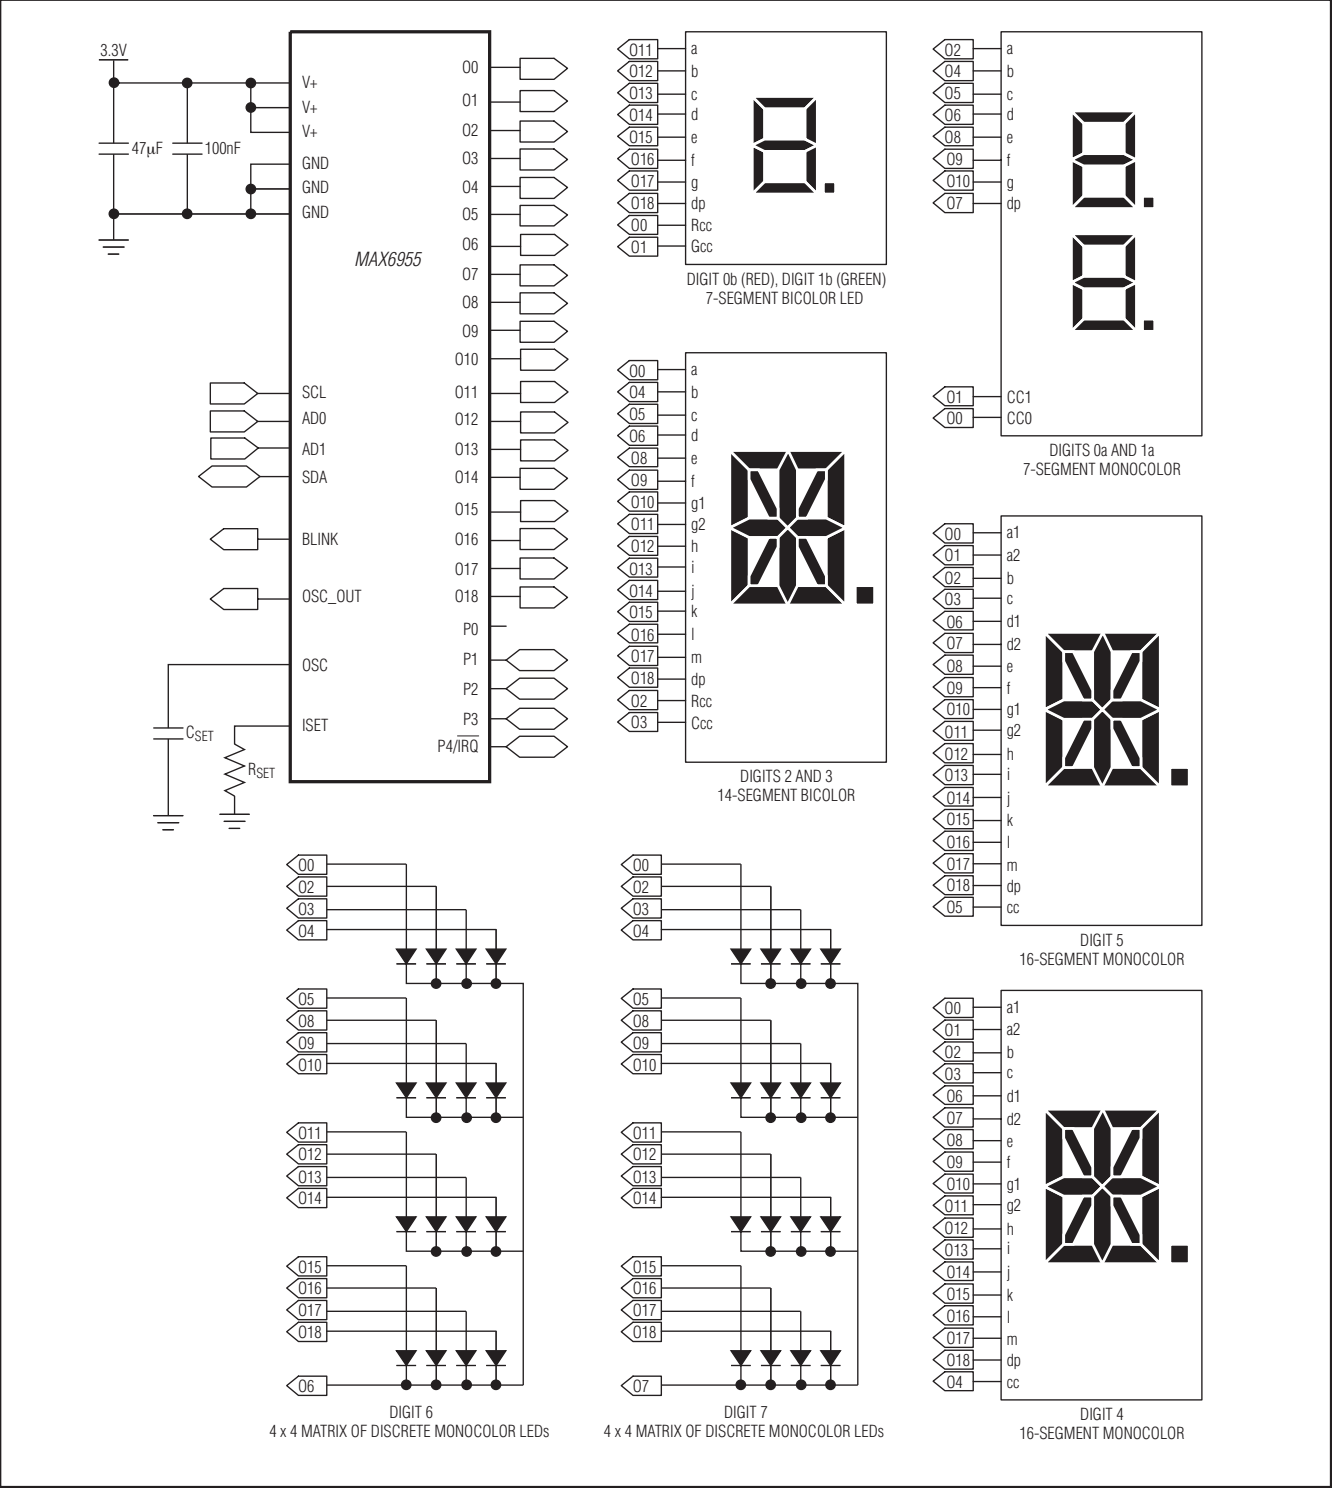 3.3V
47μF
100nF
V+
V+
V+
GND
GND
GND
MAX6955
SCL
AD0
AD1
SDA
BLINK
OSC_OUT
OSC
ISET
CSET
RSET
O0
O1
O2
O3
O4
O5
O6
O7
O8
O9
O10
O11
O12
O13
O14
O15
O16
O17
O18
P0
P1
P2
P3
P4/IRQ
O11 a
O12 b
O13 c
O14 d
O15 e
O16 f
O17 g
O18 dp
O0 Rcc
O1 Gcc
DIGIT 0b (RED), DIGIT 1b (GREEN)
7-SEGMENT BICOLOR LED
O2 a
O4 b
O5 c
O6 d
O8 e
O9 f
O10 g
O7 dp
O1 CC1
O0 CC0
DIGITS 0a AND 1a
7-SEGMENT MONOCOLOR
O0 a
O4 b
O5 c
O6 d
O8 e
O9 f
O10 g1
O11 g2
O12 h
O13 i
O14 j
O15 k
O16 l
O17 m
O18 dp
O2 Rcc
O3 Ccc
DIGITS 2 AND 3
14-SEGMENT BICOLOR
O0 a1
O1 a2
O2 b
O3 c
O6 d1
O7 d2
O8 e
O9 f
O10 g1
O11 g2
O12 h
O13 i
O14 j
O15 k
O16 l
O17 m
O18 dp
O5 cc
DIGIT 5
16-SEGMENT MONOCOLOR
O0
O2
O3
O4
O5
O8
O9
O10
O11
O12
O13
O14
O15
O16
O17
O18
O6
DIGIT 6
4 x 4 MATRIX OF DISCRETE MONOCOLOR LEDs
O0
O2
O3
O4
O5
O8
O9
O10
O11
O12
O13
O14
O15
O16
O17
O18
O7
DIGIT 7
4 x 4 MATRIX OF DISCRETE MONOCOLOR LEDs
O0 a1
O1 a2
O2 b
O3 c
O6 d1
O7 d2
O8 e
O9 f
O10 g1
O11 g2
O12 h
O13 i
O14 j
O15 k
O16 l
O17 m
O18 dp
O4 cc
DIGIT 4
16-SEGMENT MONOCOLOR